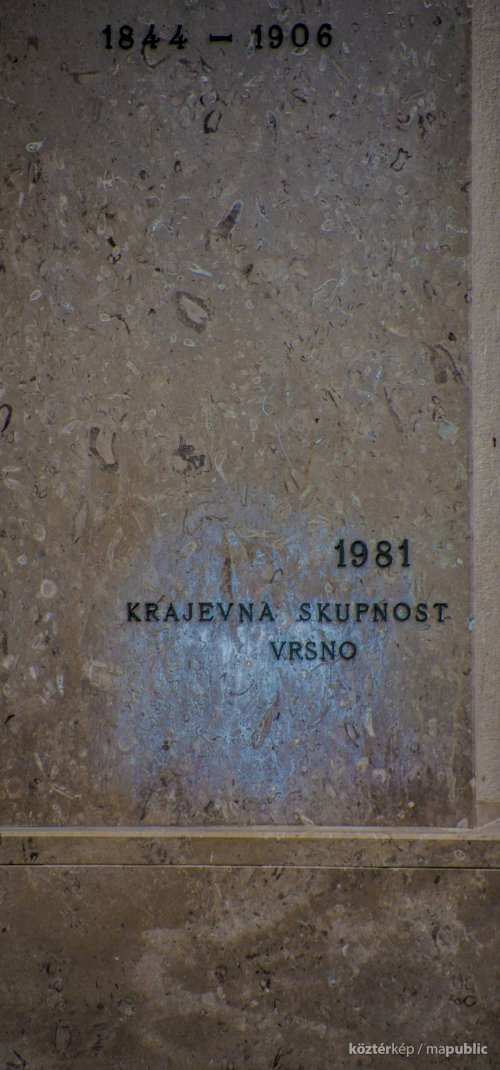 1844 – 1906
1981
KRAJEVNA SKUPNOST
VRSNO
köztérkép / mapublic